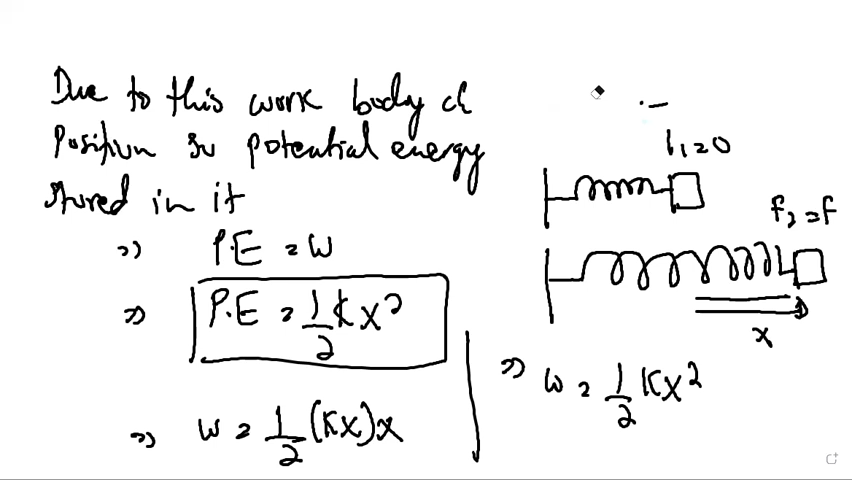 Due to this work body ch
Position so potential energy
stored in it
⇒ P.E = W
⇒ P.E = 1/2 Kx²
⇒ W = 1/2 (Kx)x
F₁=0
F₂=F
x
⇒ W = 1/2 Kx²